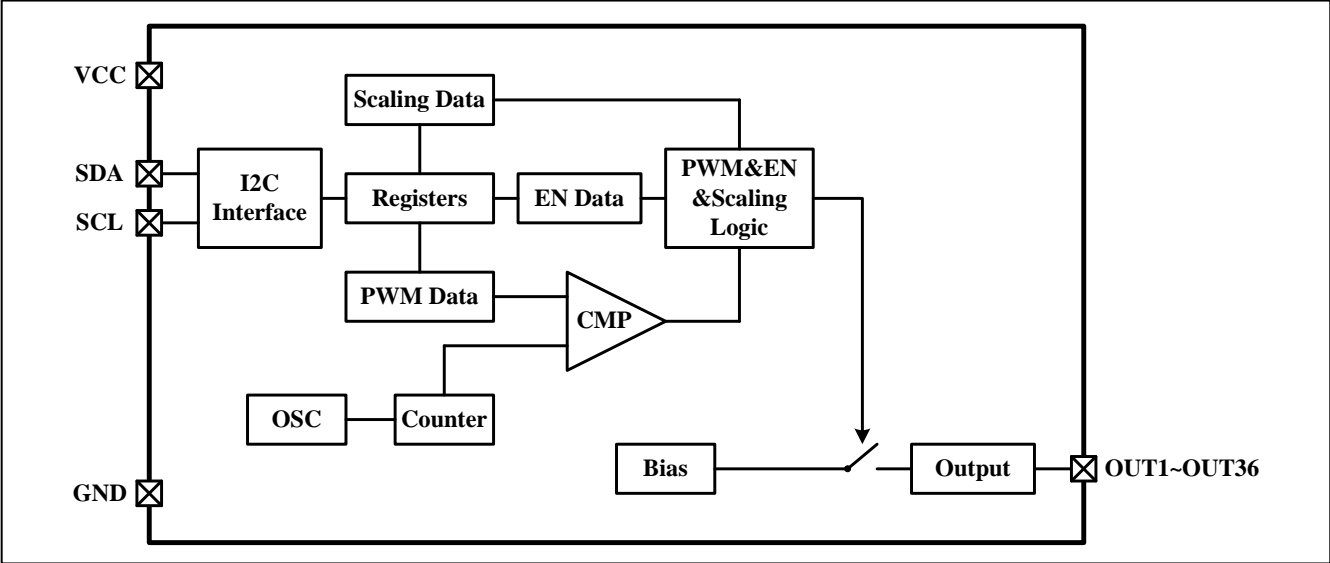 VCC
Scaling Data
SDA
SCL
I2C
Interface
Registers
EN Data
PWM&EN
&Scaling
Logic
PWM Data
CMP
OSC
Counter
Bias
Output
OUT1~OUT36
GND